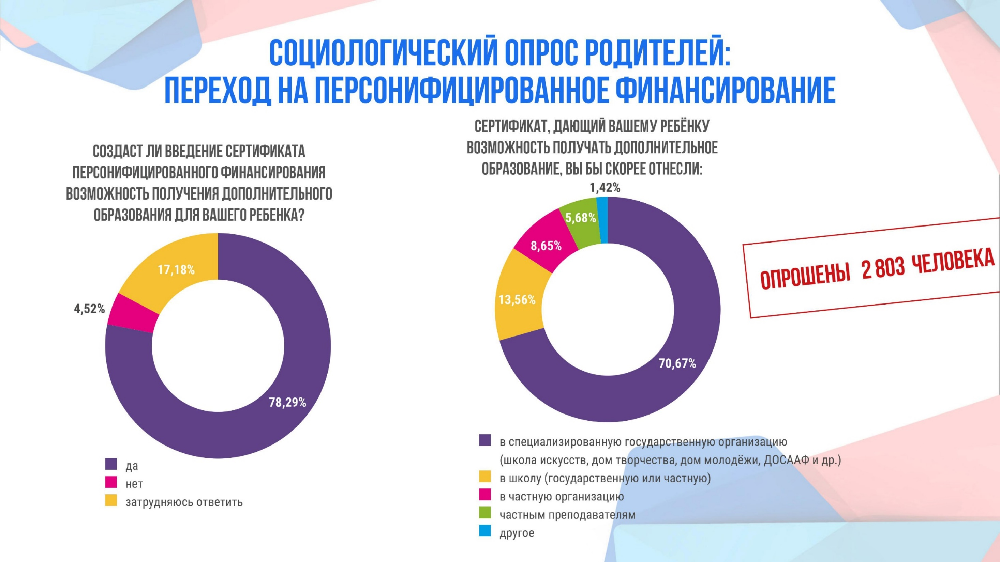 СОЦИОЛОГИЧЕСКИЙ ОПРОС РОДИТЕЛЕЙ:
ПЕРЕХОД НА ПЕРСОНИФИЦИРОВАННОЕ ФИНАНСИРОВАНИЕ
СОЗДАСТ ЛИ ВВЕДЕНИЕ СЕРТИФИКАТА
ПЕРСОНИФИЦИРОВАННОГО ФИНАНСИРОВАНИЯ
ВОЗМОЖНОСТЬ ПОЛУЧЕНИЯ ДОПОЛНИТЕЛЬНОГО
ОБРАЗОВАНИЯ ДЛЯ ВАШЕГО РЕБЕНКА?
17,18%
4,52%
78,29%
да
нет
затрудняюсь ответить
СЕРТИФИКАТ, ДАЮЩИЙ ВАШЕМУ РЕБЁНКУ
ВОЗМОЖНОСТЬ ПОЛУЧАТЬ ДОПОЛНИТЕЛЬНОЕ
ОБРАЗОВАНИЕ, ВЫ БЫ СКОРЕЕ ОТНЕСЛИ:
1,42%
5,68%
8,65%
13,56%
70,67%
в специализированную государственную организацию
(школа искусств, дом творчества, дом молодёжи, ДОСААФ и др.)
в школу (государственную или частную)
в частную организацию
частным преподавателям
другое
ОПРОШЕНЫ 2 803 ЧЕЛОВЕКА